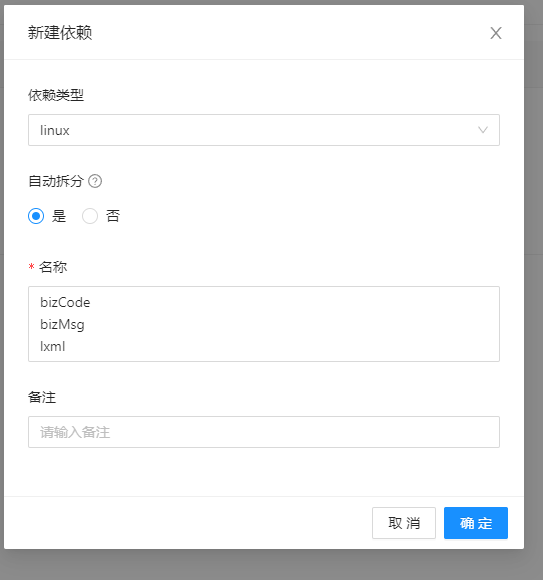 新建依赖
依赖类型
linux
自动拆分
是 否
* 名称
bizCode
bizMsg
lxml
备注
请输入备注
取 消 确 定